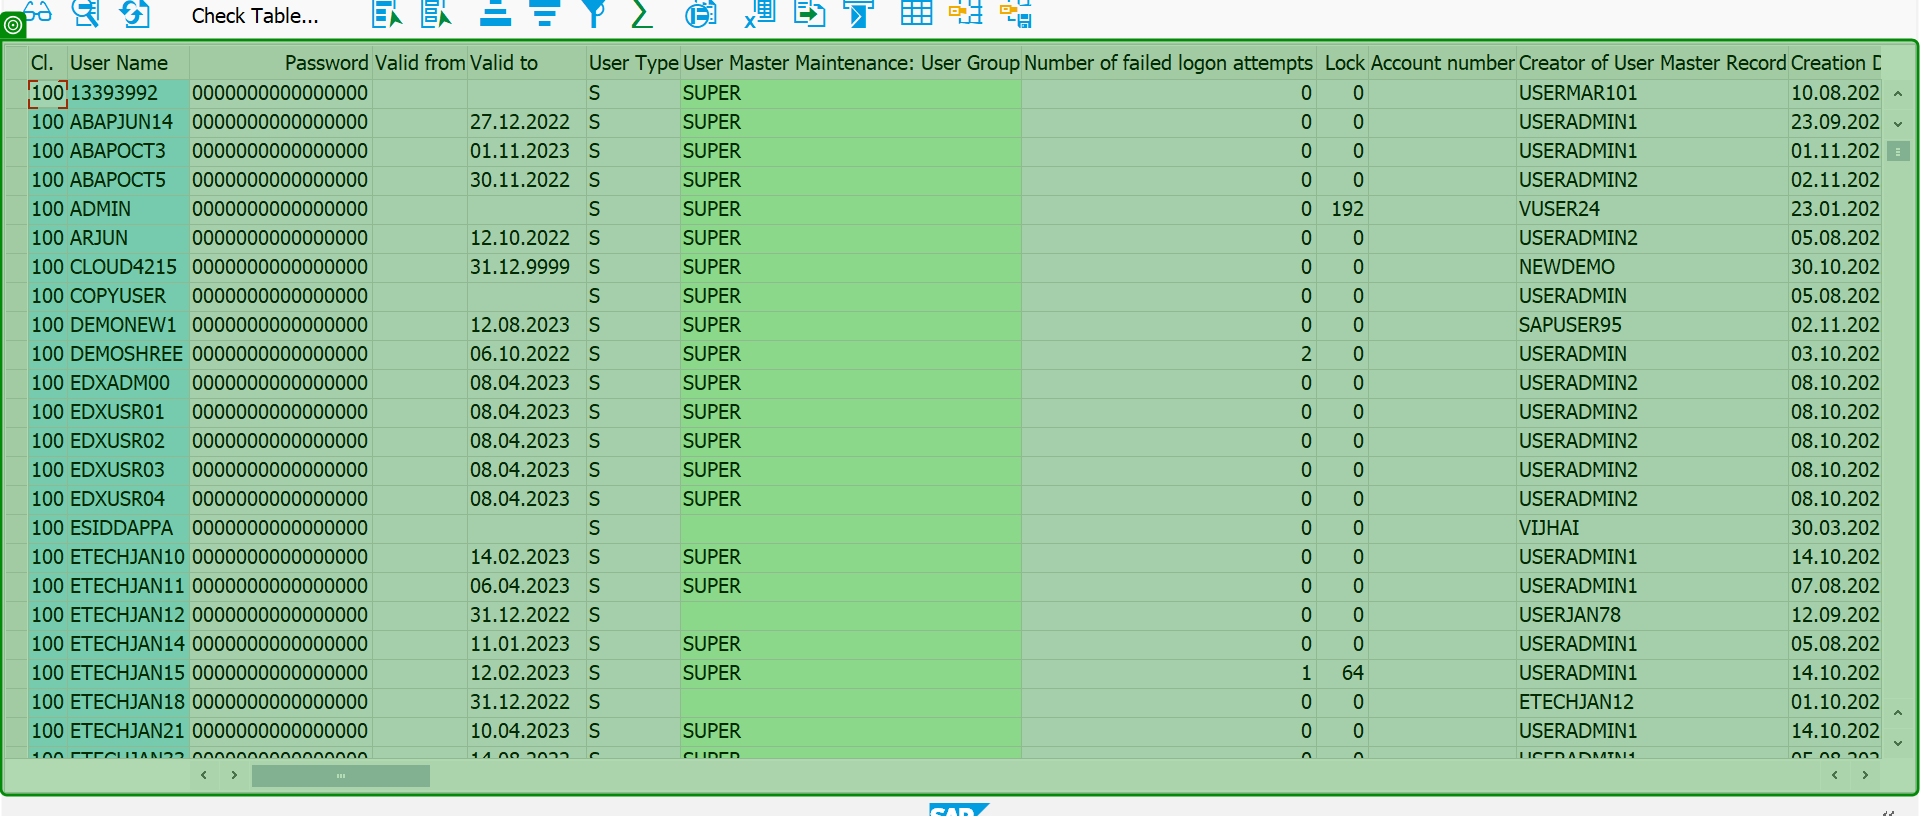 Check Table...
Cl. User Name Password Valid from Valid to User Type User Master Maintenance: User Group Number of failed logon attempts Lock Account number Creator of User Master Record Creation D
100 13393992 0000000000000000 S SUPER 0 0 USERMAR101 10.08.202
100 ABAPJUN14 0000000000000000 27.12.2022 S SUPER 0 0 USERADMIN1 23.09.202
100 ABAPOCT3 0000000000000000 01.11.2023 S SUPER 0 0 USERADMIN1 01.11.202
100 ABAPOCT5 0000000000000000 30.11.2022 S SUPER 0 0 USERADMIN2 02.11.202
100 ADMIN 0000000000000000 S SUPER 0 192 VUSER24 23.01.202
100 ARJUN 0000000000000000 12.10.2022 S SUPER 0 0 USERADMIN2 05.08.202
100 CLOUD4215 0000000000000000 31.12.9999 S SUPER 0 0 NEWDEMO 30.10.202
100 COPYUSER 0000000000000000 S SUPER 0 0 USERADMIN 05.08.202
100 DEMONEW1 0000000000000000 12.08.2023 S SUPER 0 0 SAPUSER95 02.11.202
100 DEMOSHREE 0000000000000000 06.10.2022 S SUPER 2 0 USERADMIN 03.10.202
100 EDXADM00 0000000000000000 08.04.2023 S SUPER 0 0 USERADMIN2 08.10.202
100 EDXUSR01 0000000000000000 08.04.2023 S SUPER 0 0 USERADMIN2 08.10.202
100 EDXUSR02 0000000000000000 08.04.2023 S SUPER 0 0 USERADMIN2 08.10.202
100 EDXUSR03 0000000000000000 08.04.2023 S SUPER 0 0 USERADMIN2 08.10.202
100 EDXUSR04 0000000000000000 08.04.2023 S SUPER 0 0 USERADMIN2 08.10.202
100 ESIDDAPPA 0000000000000000 S 0 0 VIJHAI 30.03.202
100 ETECHJAN10 0000000000000000 14.02.2023 S SUPER 0 0 USERADMIN1 14.10.202
100 ETECHJAN11 0000000000000000 06.04.2023 S SUPER 0 0 USERADMIN1 07.08.202
100 ETECHJAN12 0000000000000000 31.12.2022 S 0 0 USERJAN78 12.09.202
100 ETECHJAN14 0000000000000000 11.01.2023 S SUPER 0 0 USERADMIN1 05.08.202
100 ETECHJAN15 0000000000000000 12.02.2023 S SUPER 1 64 USERADMIN1 14.10.202
100 ETECHJAN18 0000000000000000 31.12.2022 S 0 0 ETECHJAN12 01.10.202
100 ETECHJAN21 0000000000000000 10.04.2023 S SUPER 0 0 USERADMIN1 14.10.202
SAP